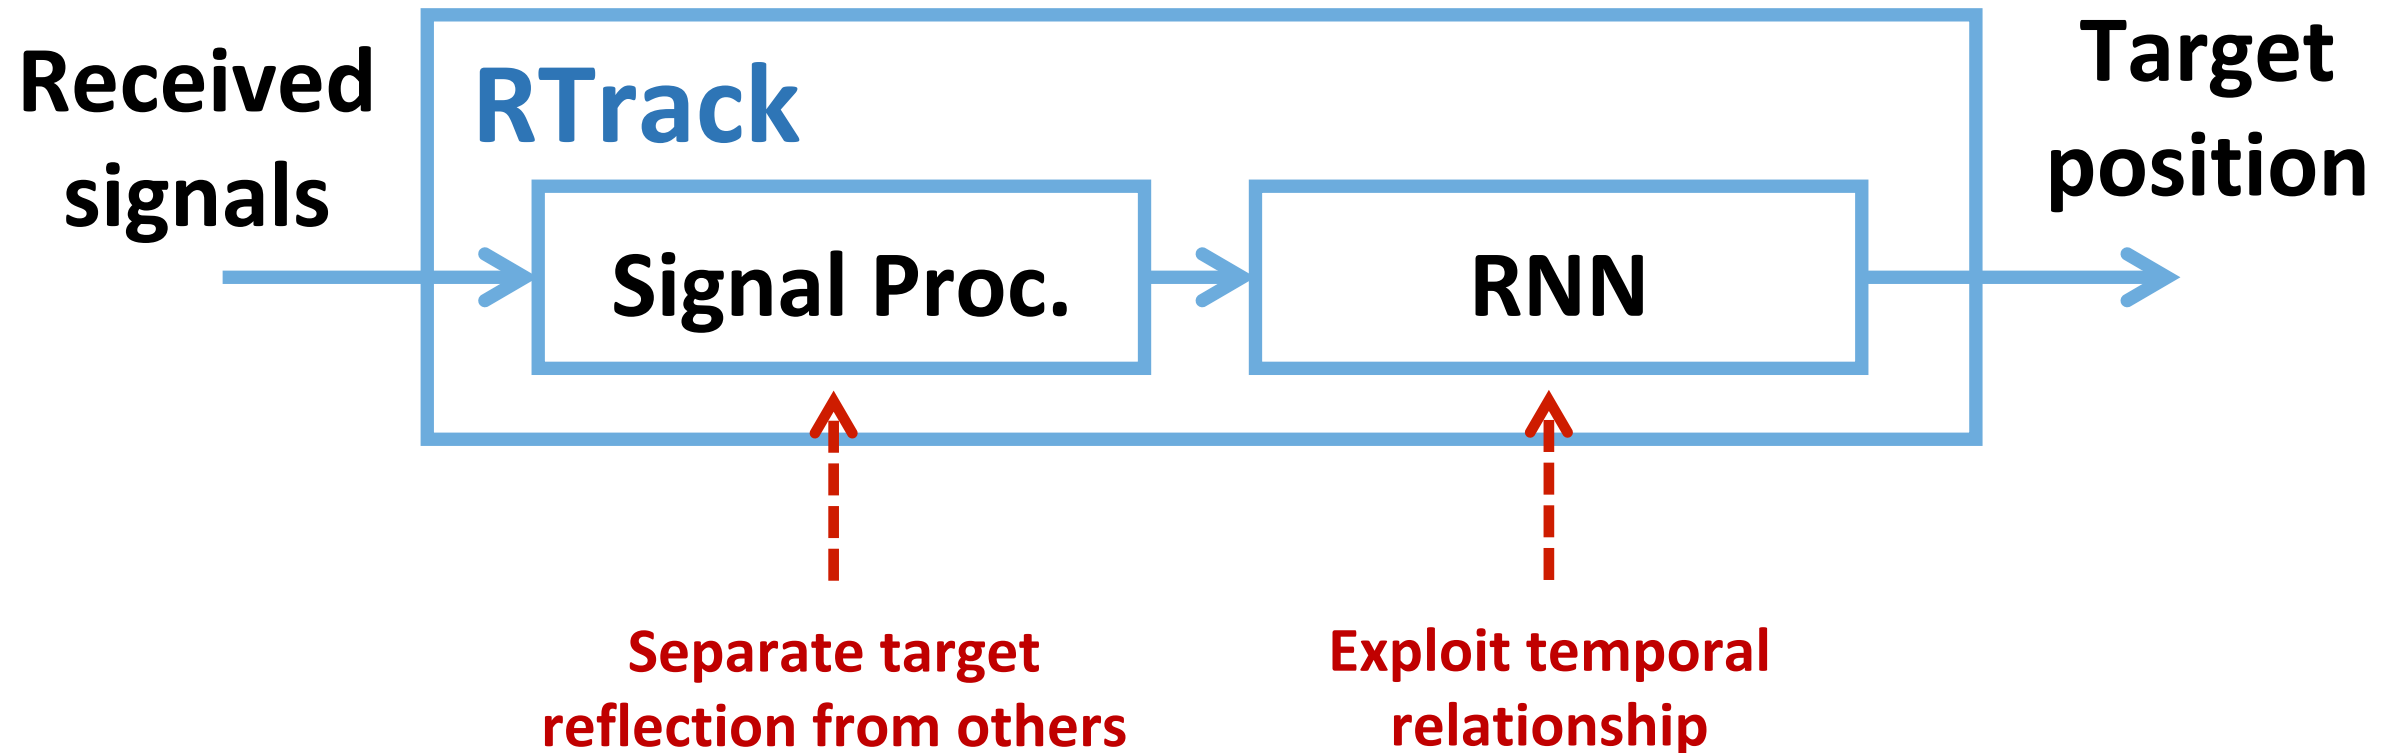 Received
signals
RTrack
Signal Proc.
RNN
Target
position
Separate target
reflection from others
Exploit temporal
relationship